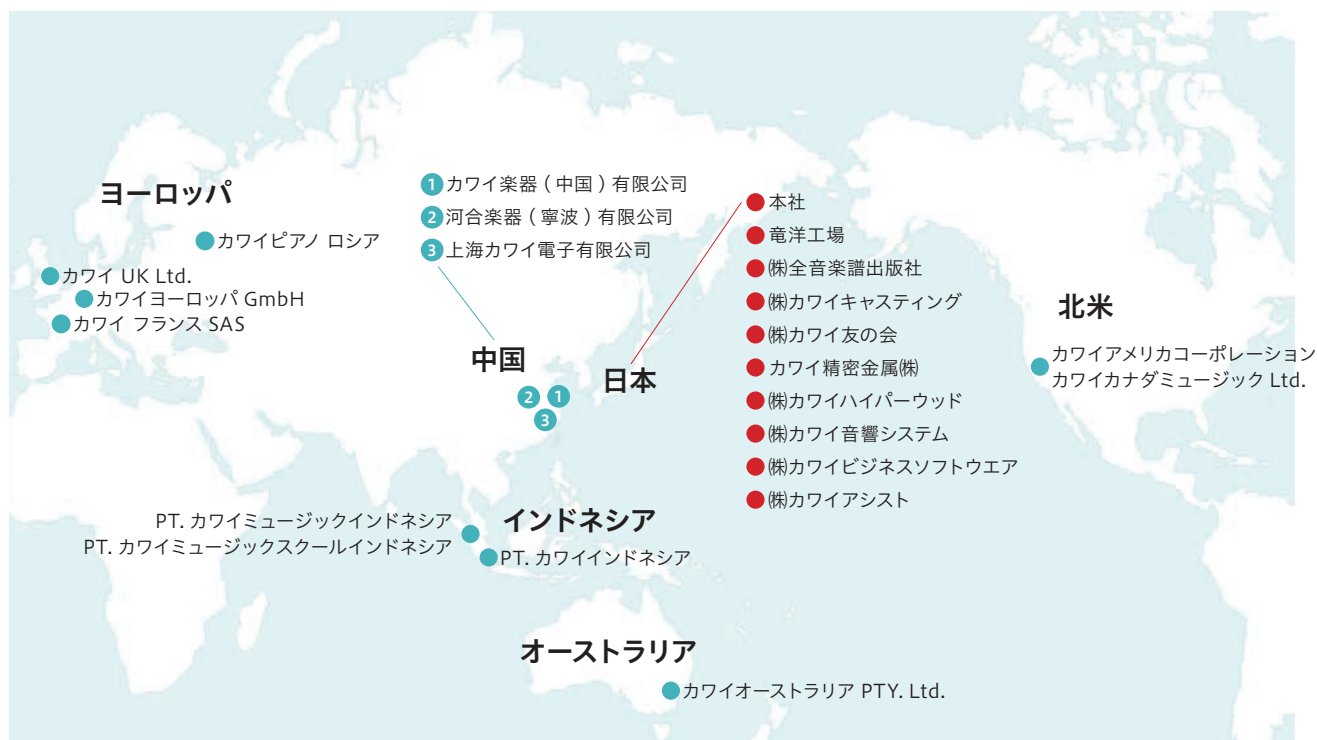 ヨーロッパ
カワイピアノ ロシア
カワイ UK Ltd.
カワイヨーロッパ GmbH
カワイ フランス SAS
1 カワイ楽器 ( 中国 ) 有限公司
2 河合楽器 ( 寧波 ) 有限公司
3 上海カワイ電子有限公司
中国
2 1
3
日本
本社
竜洋工場
㈱全音楽譜出版社
㈱カワイキャスティング
㈱カワイ友の会
カワイ精密金属㈱
㈱カワイハイパーウッド
㈱カワイ音響システム
㈱カワイビジネスソフトウエア
㈱カワイアシスト
北米
カワイアメリカコーポレーション
カワイカナダミュージック Ltd.
インドネシア
PT. カワイミュージックインドネシア
PT. カワイミュージックスクールインドネシア
PT. カワイインドネシア
オーストラリア
カワイオーストラリア PTY. Ltd.